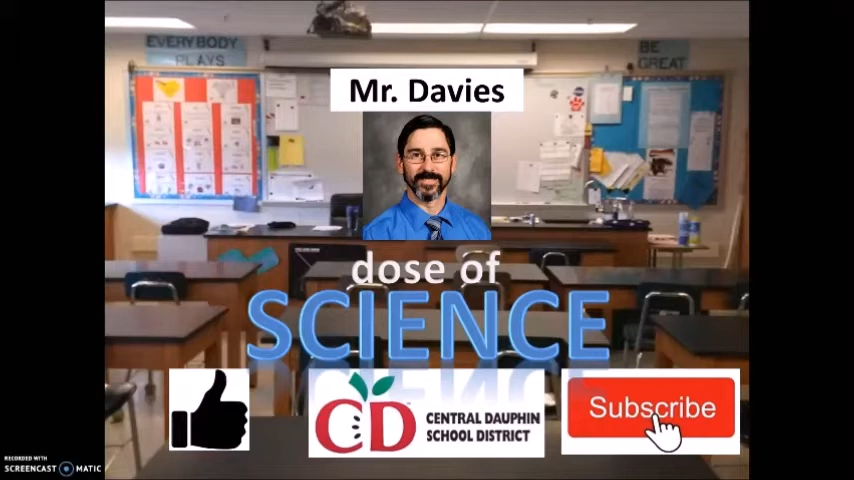 EVERYBODY
PLAYS
BE
GREAT
Mr. Davies
dose of
SCIENCE
CD
CENTRAL DAUPHIN
SCHOOL DISTRICT
Subscribe
RECORDED WITH
SCREENCAST MATIC